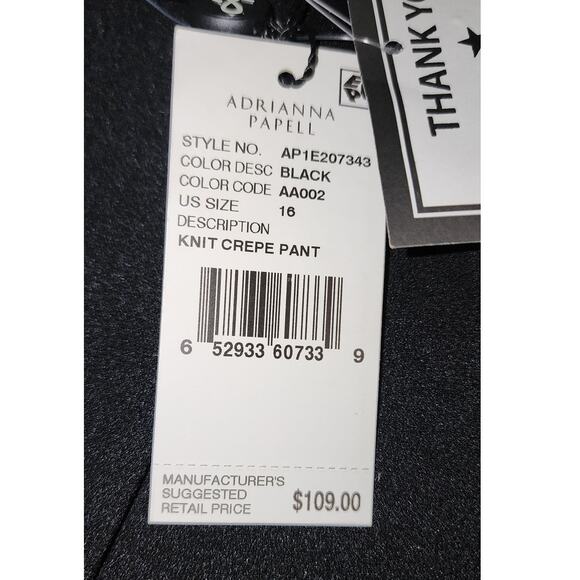 ADRIANNA
PAPELL
STYLE NO. AP1E207343
COLOR DESC BLACK
COLOR CODE AA002
US SIZE 16
DESCRIPTION
KNIT CREPE PANT
6 52933 60733 9
MANUFACTURER'S
SUGGESTED
RETAIL PRICE $109.00
THANK YO